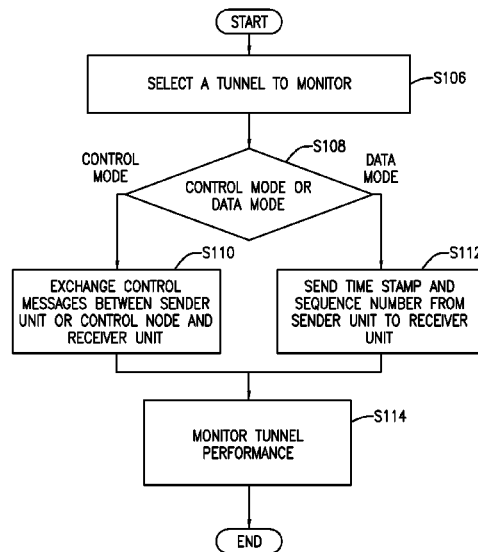 START
SELECT A TUNNEL TO MONITOR
S106
S108
CONTROL
MODE
DATA
MODE
CONTROL MODE OR
DATA MODE
S110
EXCHANGE CONTROL
MESSAGES BETWEEN SENDER
UNIT OR CONTROL NODE AND
RECEIVER UNIT
S112
SEND TIME STAMP AND
SEQUENCE NUMBER FROM
SENDER UNIT TO RECEIVER
UNIT
S114
MONITOR TUNNEL
PERFORMANCE
END